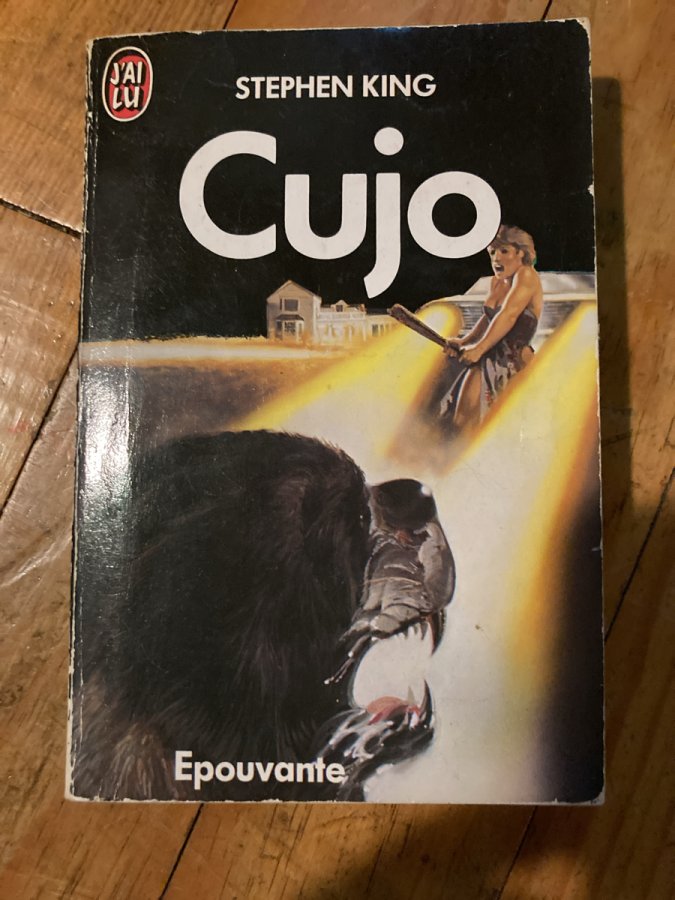 J'AI
LU
STEPHEN KING
Cujo
Epouvante